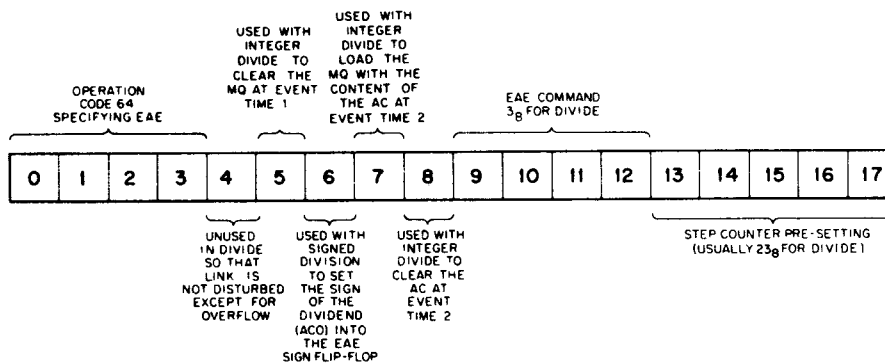 USED WITH
INTEGER
DIVIDE TO
CLEAR THE
MQ AT EVENT
TIME 1
USED WITH
INTEGER
DIVIDE TO
LOAD THE
MQ WITH THE
CONTENT OF
THE AC AT
EVENT TIME 2
OPERATION
CODE 64
SPECIFYING EAE
EAE COMMAND
3₈ FOR DIVIDE
0 1 2 3 4 5 6 7 8 9 10 11 12 13 14 15 16 17
UNUSED
IN DIVIDE
SO THAT
LINK IS
NOT DISTURBED
EXCEPT FOR
OVERFLOW
USED WITH
SIGNED
DIVISION
TO SET
THE SIGN
OF THE
DIVIDEND
(ACO) INTO
THE EAE
SIGN FLIP-FLOP
USED WITH
INTEGER
DIVIDE TO
CLEAR THE
AC AT
EVENT
TIME 2
STEP COUNTER PRE-SETTING
(USUALLY 23₈ FOR DIVIDE)